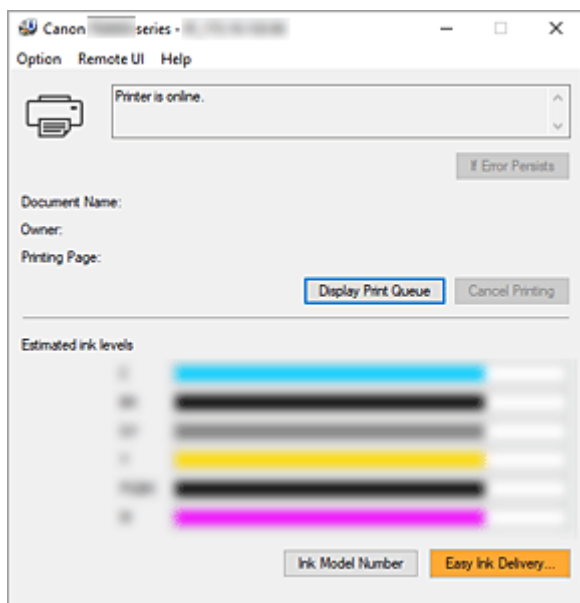 Canon series -
Option Remote UI Help
Printer is online.
If Error Persists
Document Name:
Owner:
Printing Page:
Display Print Queue Cancel Printing
Estimated ink levels
Ink Model Number Easy Ink Delivery...